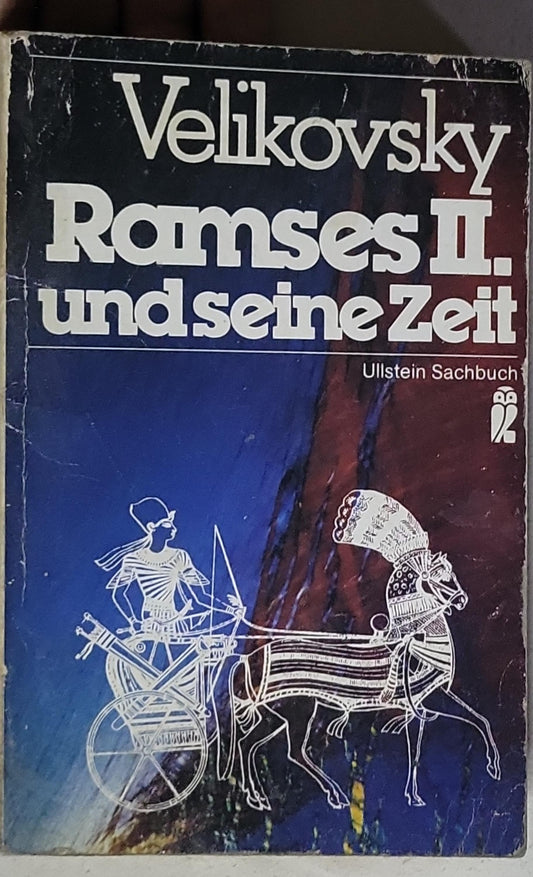 Velikovsky
Ramses II.
und seine Zeit
Ullstein Sachbuch